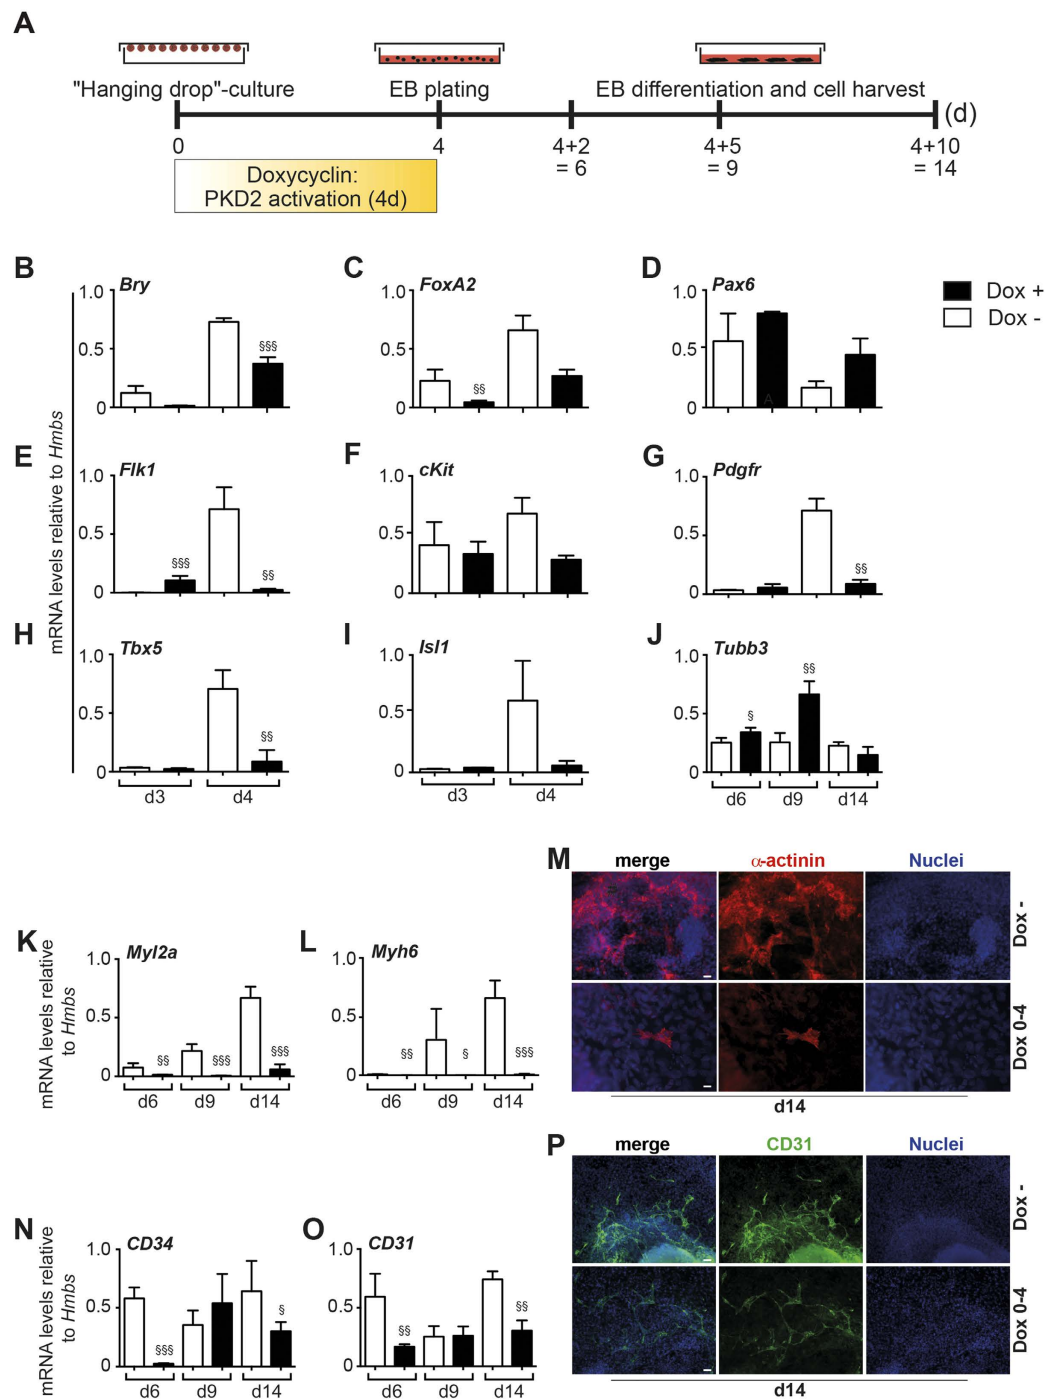 A
"Hanging drop"-culture
EB plating
EB differentiation and cell harvest
(d)
0
4
4+2
= 6
4+5
= 9
4+10
= 14
Doxycyclin:
PKD2 activation (4d)
B
Bry
1.0
0.5
0
§§§
C
FoxA2
1.0
0.5
0
§§
D
Pax6
1.0
0.5
0
A
Dox +
Dox -
mRNA levels relative to Hmbs
E
Flk1
1.0
0.5
0
§§§
§§
F
cKit
1.0
0.5
0
G
Pdgfr
1.0
0.5
0
§§
H
Tbx5
1.0
0.5
0
§§
d3
d4
I
Isl1
1.0
0.5
0
d3
d4
J
Tubb3
1.0
0.5
0
§
§§
d6
d9
d14
K
mRNA levels relative
to Hmbs
Myl2a
1.0
0.5
0
§§
§§§
§§§
d6
d9
d14
L
Myh6
1.0
0.5
0
§§
§
§§§
d6
d9
d14
M
merge
α-actinin
Nuclei
Dox -
Dox 0-4
d14
N
mRNA levels relative
to Hmbs
CD34
1.0
0.5
0
§§§
§
d6
d9
d14
O
CD31
1.0
0.5
0
§§
§§
d6
d9
d14
P
merge
CD31
Nuclei
Dox -
Dox 0-4
d14